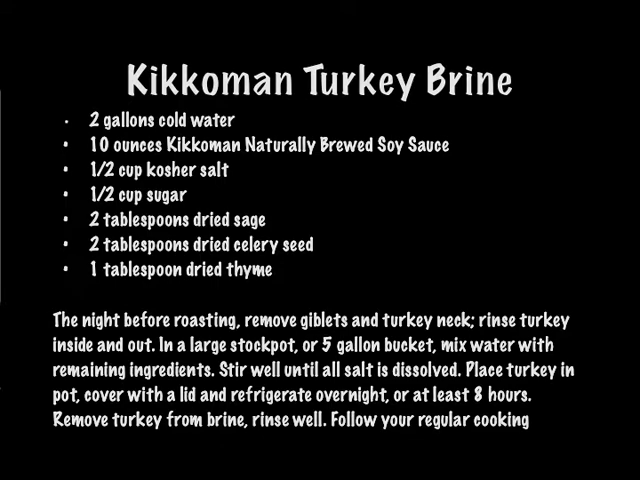 Kikkoman Turkey Brine
• 2 gallons cold water
• 10 ounces Kikkoman Naturally Brewed Soy Sauce
• 1/2 cup kosher salt
• 1/2 cup sugar
• 2 tablespoons dried sage
• 2 tablespoons dried celery seed
• 1 tablespoon dried thyme
The night before roasting, remove giblets and turkey neck; rinse turkey
inside and out. In a large stockpot, or 5 gallon bucket, mix water with
remaining ingredients. Stir well until all salt is dissolved. Place turkey in
pot, cover with a lid and refrigerate overnight, or at least 8 hours.
Remove turkey from brine, rinse well. Follow your regular cooking